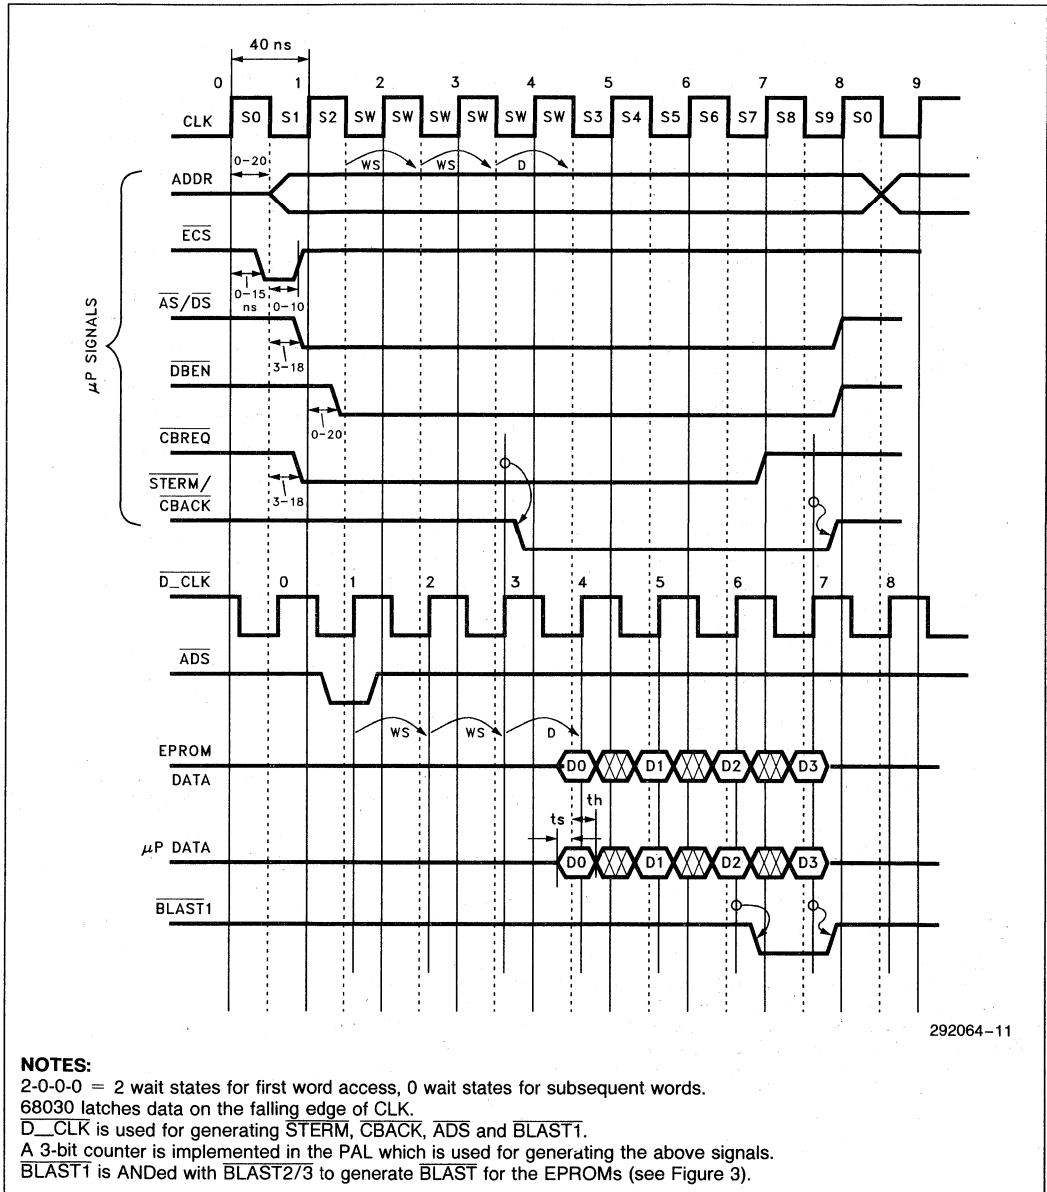 40 ns
0 1 2 3 4 5 6 7 8 9
CLK S0 S1 S2 SW SW SW SW SW SW S3 S4 S5 S6 S7 S8 S9 S0
0–20 WS WS D
ADDR
ECS
0–15 ns 0–10
AS/DS
3–18
μP SIGNALS
DBEN
0–20
CBREQ
STERM/
3–18
CBACK
D_CLK 0 1 2 3 4 5 6 7 8
ADS
WS WS D
EPROM
DATA D0 D1 D2 D3
ts th
μP DATA D0 D1 D2 D3
BLAST1
292064–11
NOTES:
2-0-0-0 = 2 wait states for first word access, 0 wait states for subsequent words.
68030 latches data on the falling edge of CLK.
D__CLK is used for generating STERM, CBACK, ADS and BLAST1.
A 3-bit counter is implemented in the PAL which is used for generating the above signals.
BLAST1 is ANDed with BLAST2/3 to generate BLAST for the EPROMs (see Figure 3).